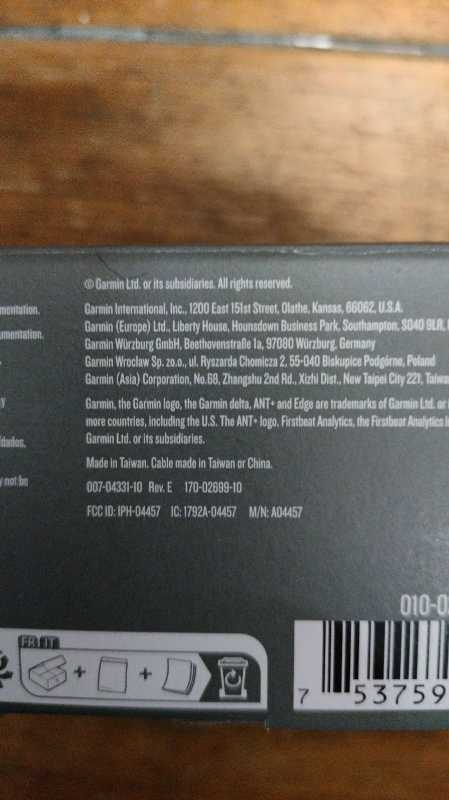 © Garmin Ltd. or its subsidiaries. All rights reserved.
Garmin International, Inc., 1200 East 151st Street, Olathe, Kansas, 66062, U.S.A.
Garmin (Europe) Ltd., Liberty House, Hounsdown Business Park, Southampton, SO40 9LR,
Garmin Würzburg GmbH, Beethovenstraße 1a, 97080 Würzburg, Germany
Garmin Wroclaw Sp. zo.o., ul. Ryszarda Chomicza 2, 55-040 Biskupice Podgórne, Poland
Garmin (Asia) Corporation, No.68, Zhangshu 2nd Rd., Xizhi Dist., New Taipei City 221, Taiwa
Garmin, the Garmin logo, the Garmin delta, ANT+ and Edge are trademarks of Garmin Ltd. or
more countries, including the U.S. The ANT+ logo, Firstbeat Analytics, the Firstbeat Analytics
Garmin Ltd. or its subsidiaries.
Made in Taiwan. Cable made in Taiwan or China.
007-04331-10 Rev. E 170-02699-10
FCC ID: IPH-04457 IC: 1792A-04457 M/N: A04457
mentation.
umentation.
y
dados.
y not be
010-0
FR IT
+ +
7 53759